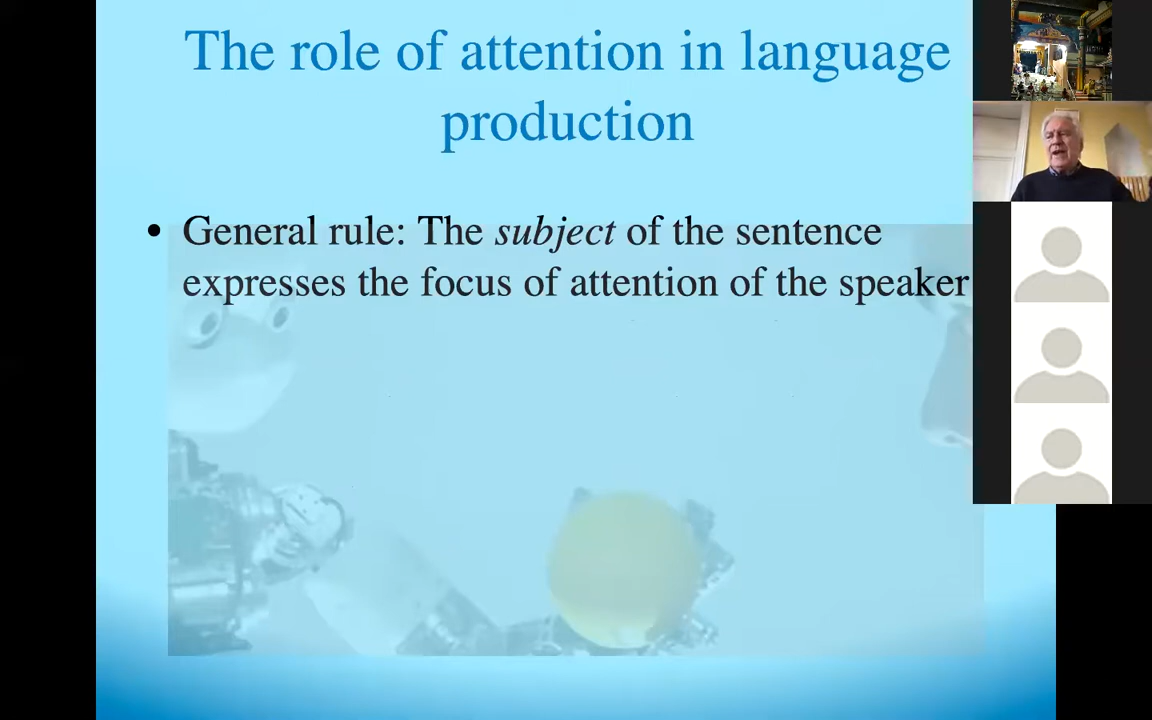 The role of attention in language
production
• General rule: The subject of the sentence
expresses the focus of attention of the speaker